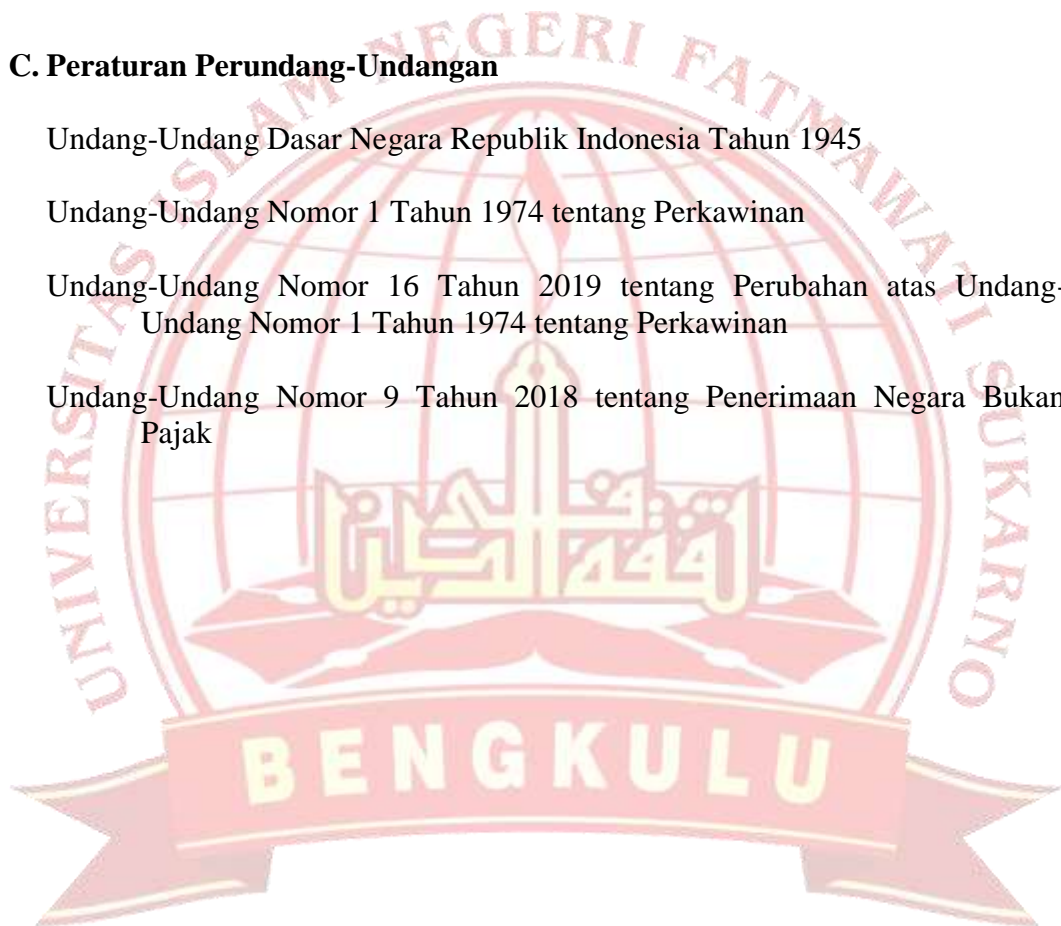 C. Peraturan Perundang-Undangan
Undang-Undang Dasar Negara Republik Indonesia Tahun 1945
Undang-Undang Nomor 1 Tahun 1974 tentang Perkawinan
Undang-Undang Nomor 16 Tahun 2019 tentang Perubahan atas Undang-
Undang Nomor 1 Tahun 1974 tentang Perkawinan
Undang-Undang Nomor 9 Tahun 2018 tentang Penerimaan Negara Bukan
Pajak
UNIVERSITAS ISLAM NEGERI FATMAWATI SUKARNO
BENGKULU